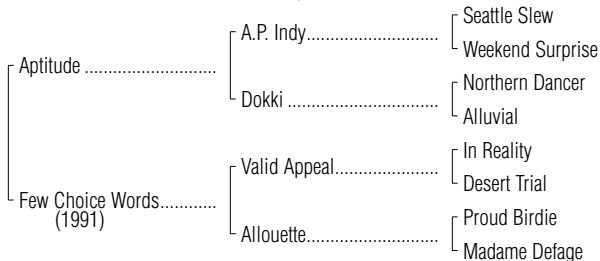 Seattle Slew
A.P. Indy..............................
Weekend Surprise
Aptitude ............................
Northern Dancer
Dokki ................................
Alluvial
In Reality
Valid Appeal......................
Desert Trial
Few Choice Words............
(1991)
Proud Birdie
Allouette............................
Madame Defage